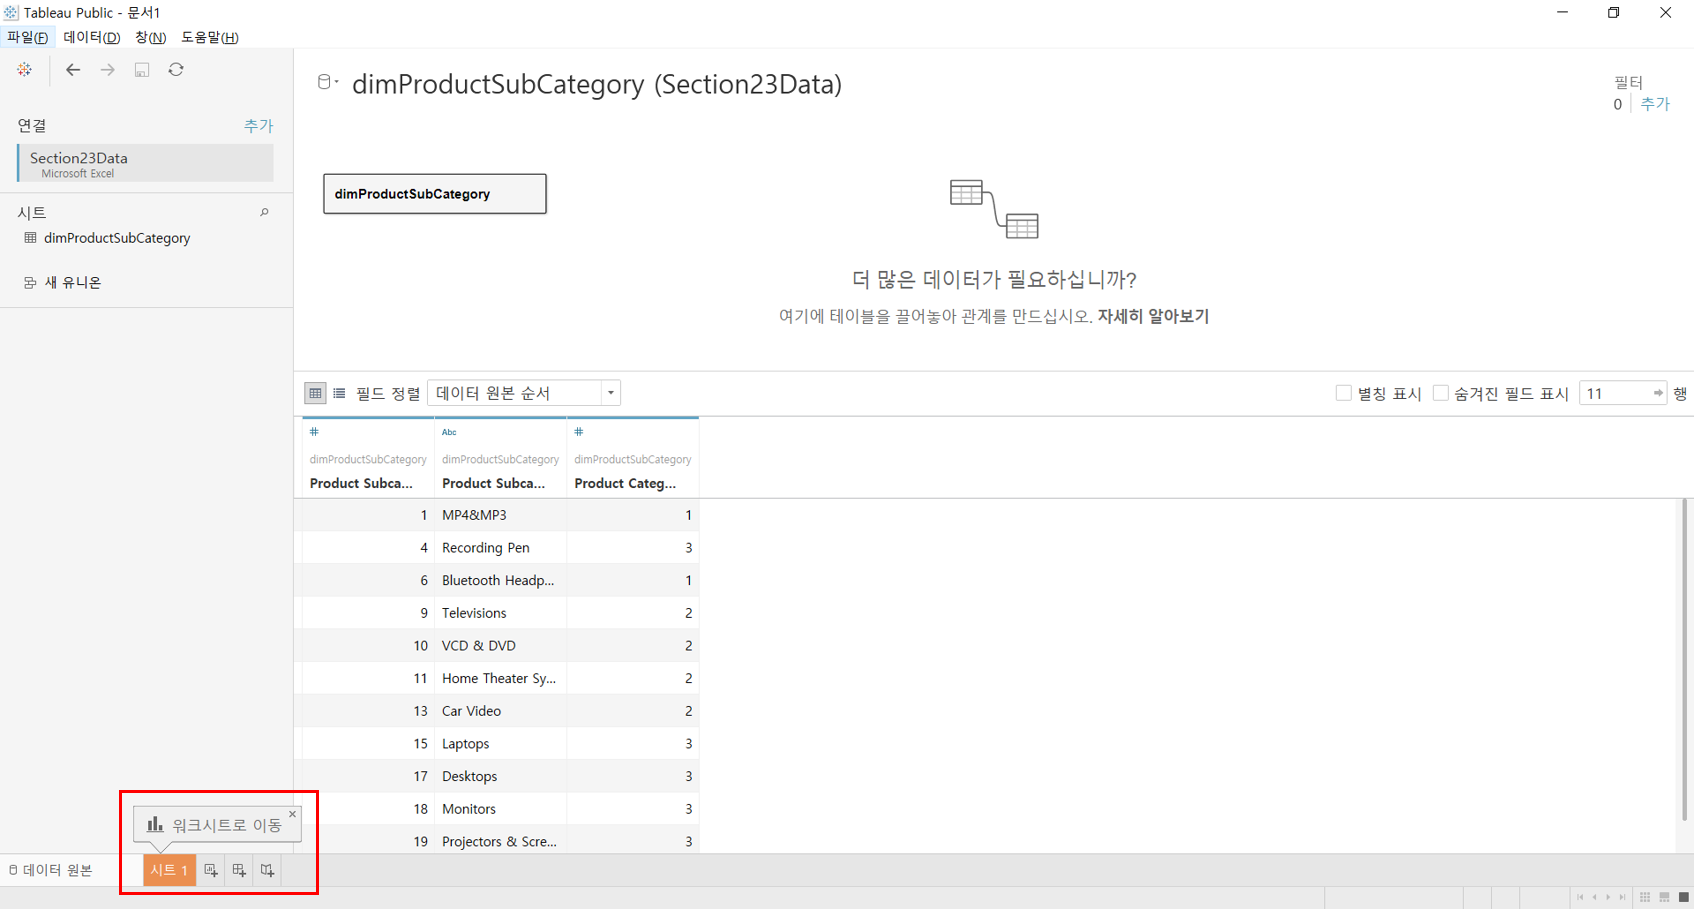 Tableau Public - 문서1
파일(F) 데이터(D) 창(N) 도움말(H)
연결 추가
Section23Data
Microsoft Excel
시트
dimProductSubCategory
새 유니온
dimProductSubCategory (Section23Data)
필터
0 추가
dimProductSubCategory
더 많은 데이터가 필요하십니까?
여기에 테이블을 끌어놓아 관계를 만드십시오. 자세히 알아보기
필드 정렬 데이터 원본 순서 별칭 표시 숨겨진 필드 표시 11 행
# Abc #
dimProductSubCategory dimProductSubCategory dimProductSubCategory
Product Subca... Product Subca... Product Categ...
1 MP4&MP3 1
4 Recording Pen 3
6 Bluetooth Headp... 1
9 Televisions 2
10 VCD & DVD 2
11 Home Theater Sy... 2
13 Car Video 2
15 Laptops 3
17 Desktops 3
18 Monitors 3
19 Projectors & Scre... 3
워크시트로 이동
데이터 원본 시트 1